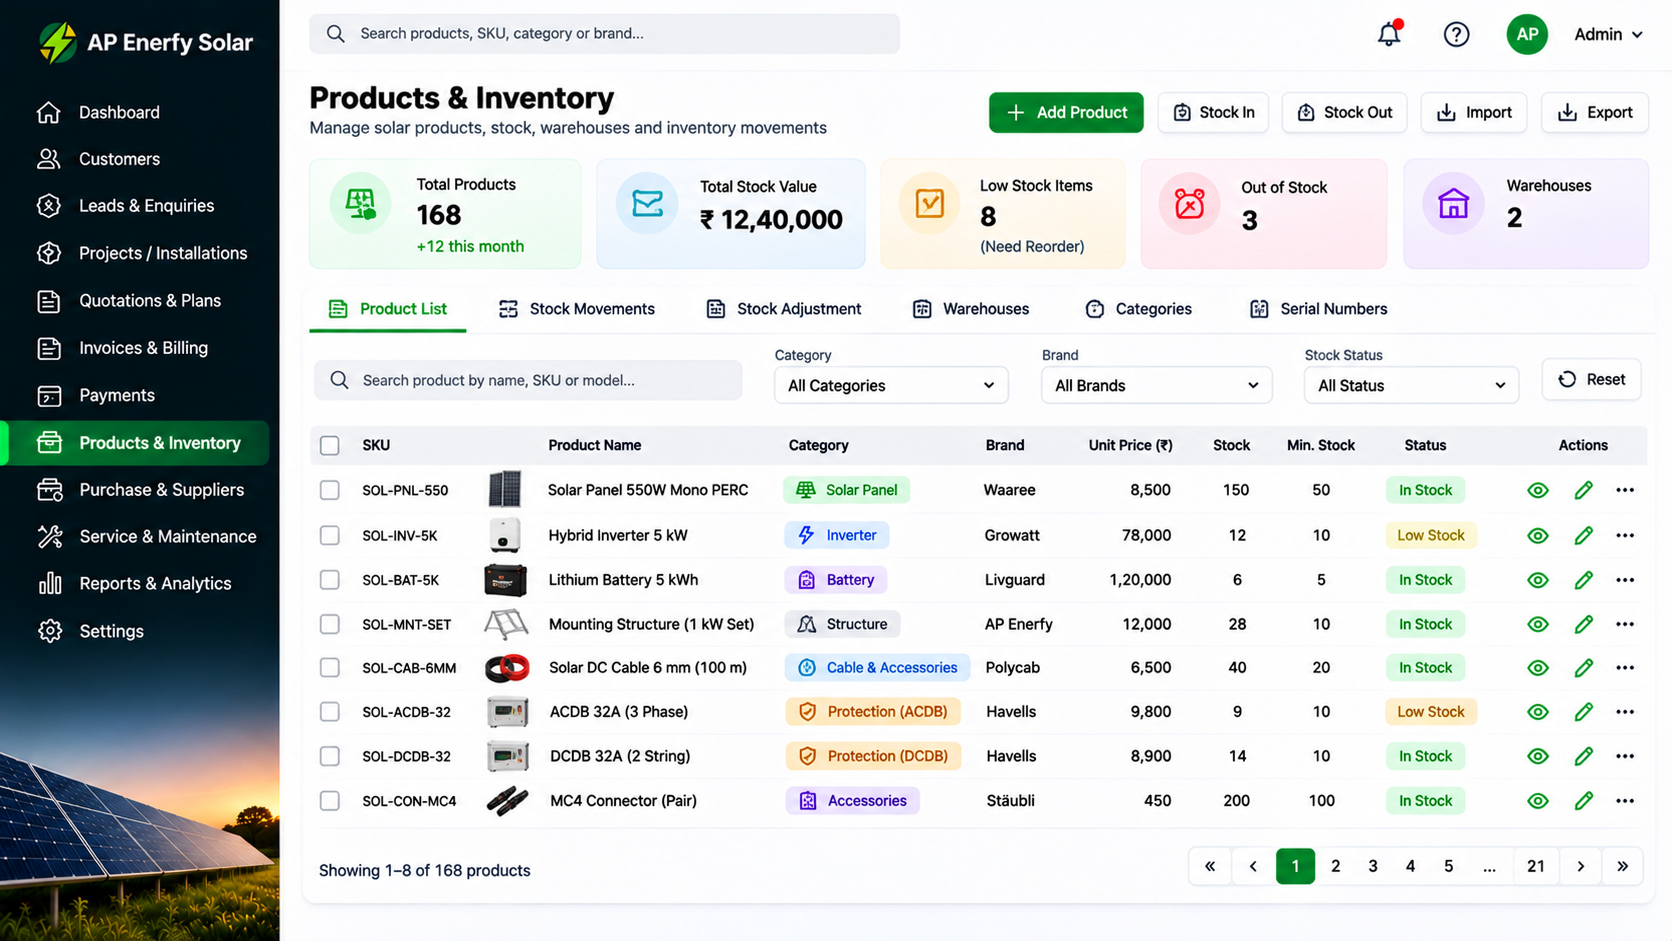 AP Enerfy Solar
Search products, SKU, category or brand...
AP
Admin
Dashboard
Customers
Leads & Enquiries
Projects / Installations
Quotations & Plans
Invoices & Billing
Payments
Products & Inventory
Purchase & Suppliers
Service & Maintenance
Reports & Analytics
Settings
Products & Inventory
Manage solar products, stock, warehouses and inventory movements
Add Product
Stock In
Stock Out
Import
Export
Total Products
168
+12 this month
Total Stock Value
₹ 12,40,000
Low Stock Items
8
(Need Reorder)
Out of Stock
3
Warehouses
2
Product List
Stock Movements
Stock Adjustment
Warehouses
Categories
Serial Numbers
Search product by name, SKU or model...
Category
All Categories
Brand
All Brands
Stock Status
All Status
Reset
SKU Product Name Category Brand Unit Price (₹) Stock Min. Stock Status Actions
SOL-PNL-550 Solar Panel 550W Mono PERC Solar Panel Waaree 8,500 150 50 In Stock
SOL-INV-5K Hybrid Inverter 5 kW Inverter Growatt 78,000 12 10 Low Stock
SOL-BAT-5K Lithium Battery 5 kWh Battery Livguard 1,20,000 6 5 In Stock
SOL-MNT-SET Mounting Structure (1 kW Set) Structure AP Enerfy 12,000 28 10 In Stock
SOL-CAB-6MM Solar DC Cable 6 mm (100 m) Cable & Accessories Polycab 6,500 40 20 In Stock
SOL-ACDB-32 ACDB 32A (3 Phase) Protection (ACDB) Havells 9,800 9 10 Low Stock
SOL-DCDB-32 DCDB 32A (2 String) Protection (DCDB) Havells 8,900 14 10 In Stock
SOL-CON-MC4 MC4 Connector (Pair) Accessories Stäubli 450 200 100 In Stock
Showing 1–8 of 168 products
« ‹ 1 2 3 4 5 ... 21 › »